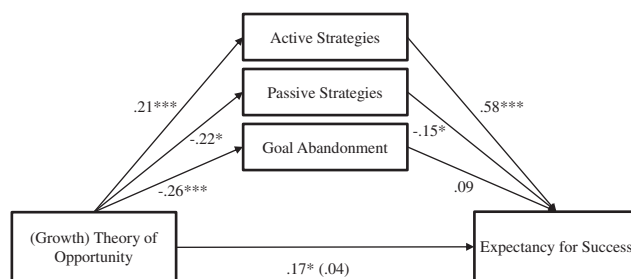 Active Strategies
Passive Strategies
.21***
.58***
-.22*
-.15*
Goal Abandonment
-.26***
.09
(Growth) Theory of
Opportunity
Expectancy for Success
.17* (.04)